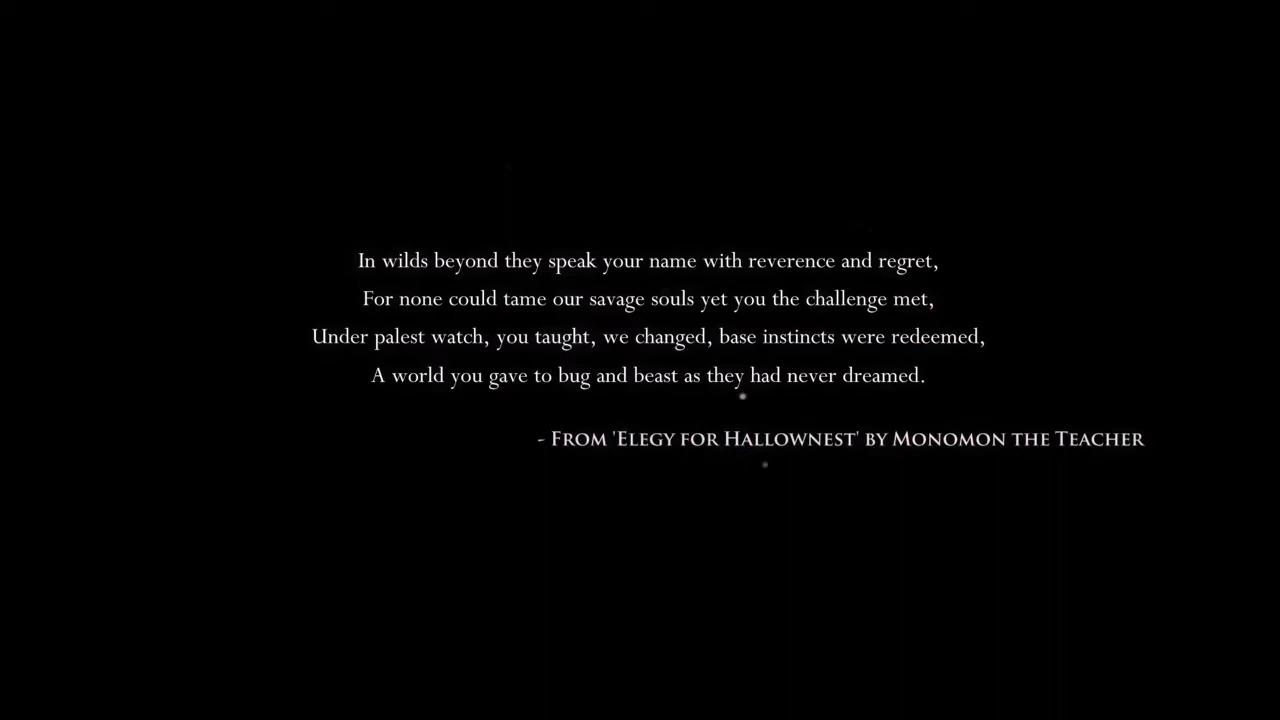 In wilds beyond they speak your name with reverence and regret,
For none could tame our savage souls yet you the challenge met,
Under palest watch, you taught, we changed, base instincts were redeemed,
A world you gave to bug and beast as they had never dreamed.
- From 'Elegy for Hallownest' by Monomon the Teacher